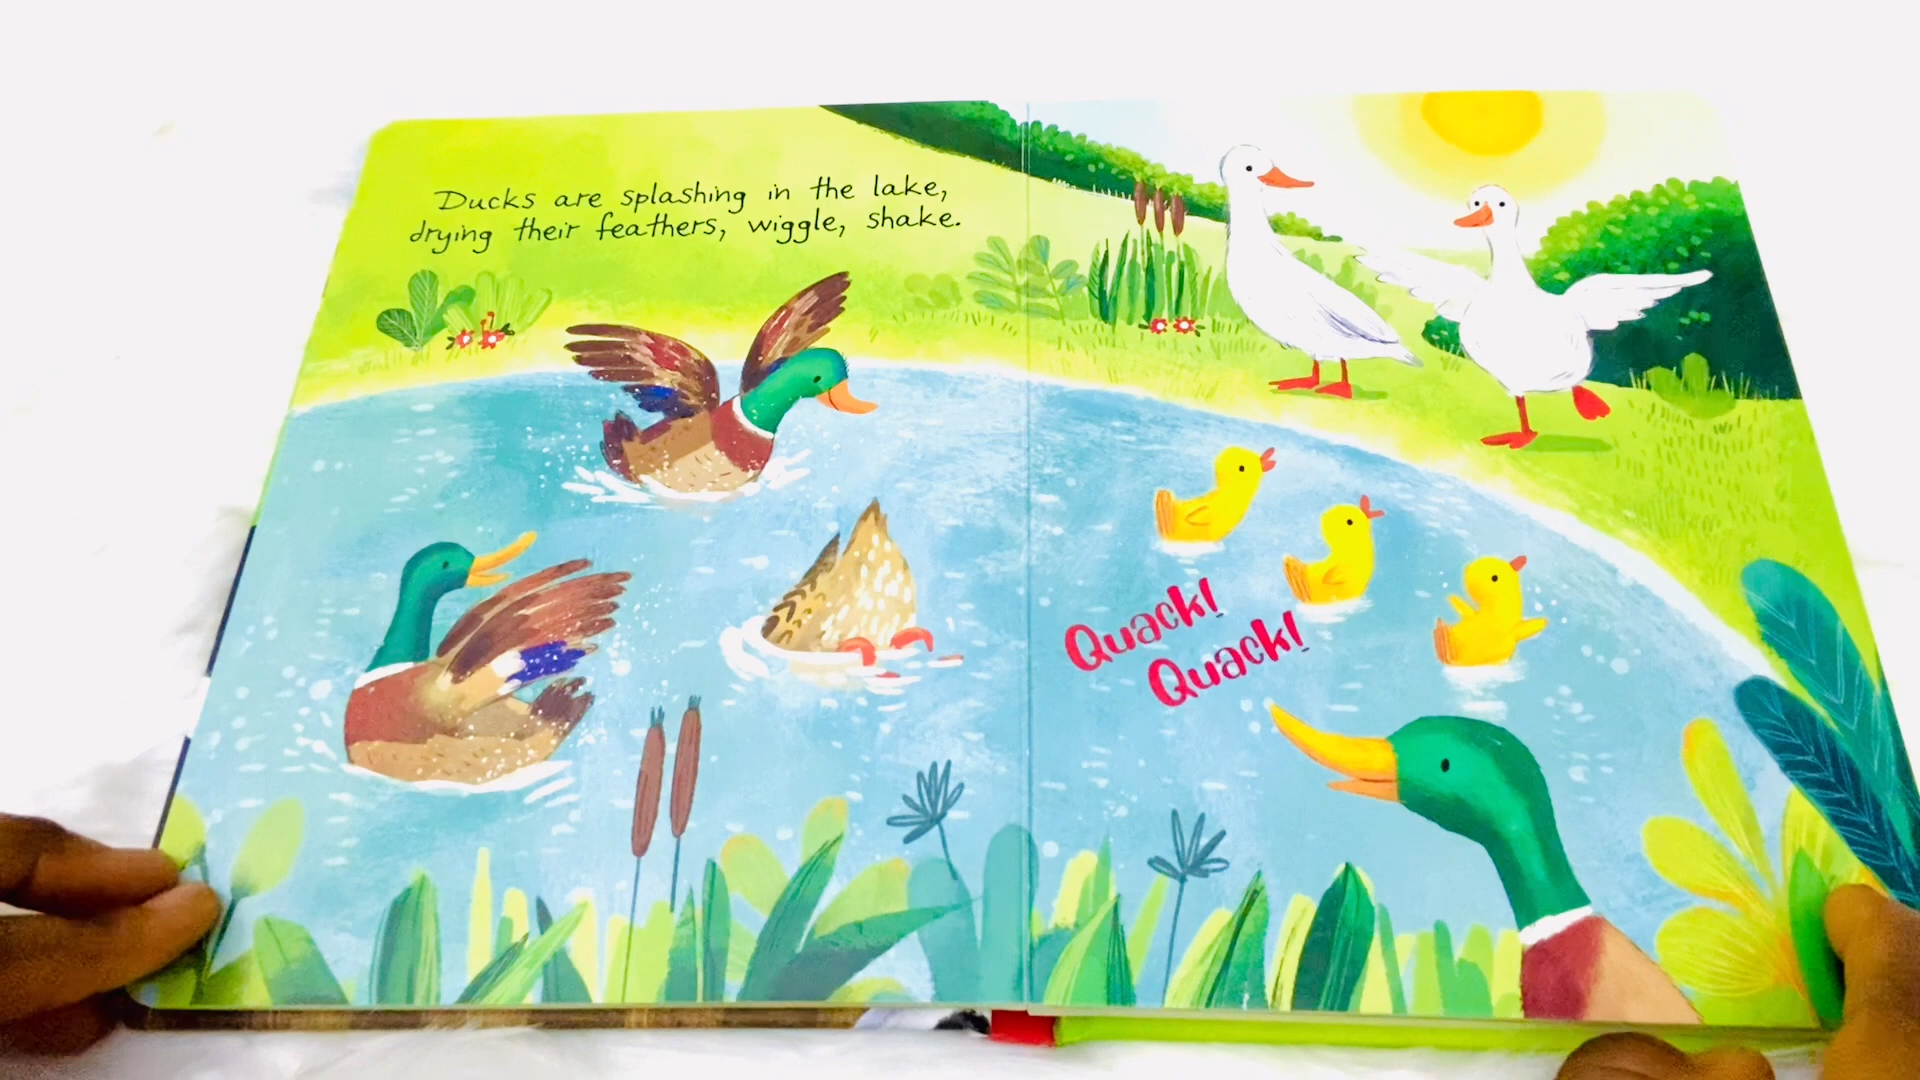 Ducks are splashing in the lake,
drying their feathers, wiggle, shake.
Quack!
Quack!